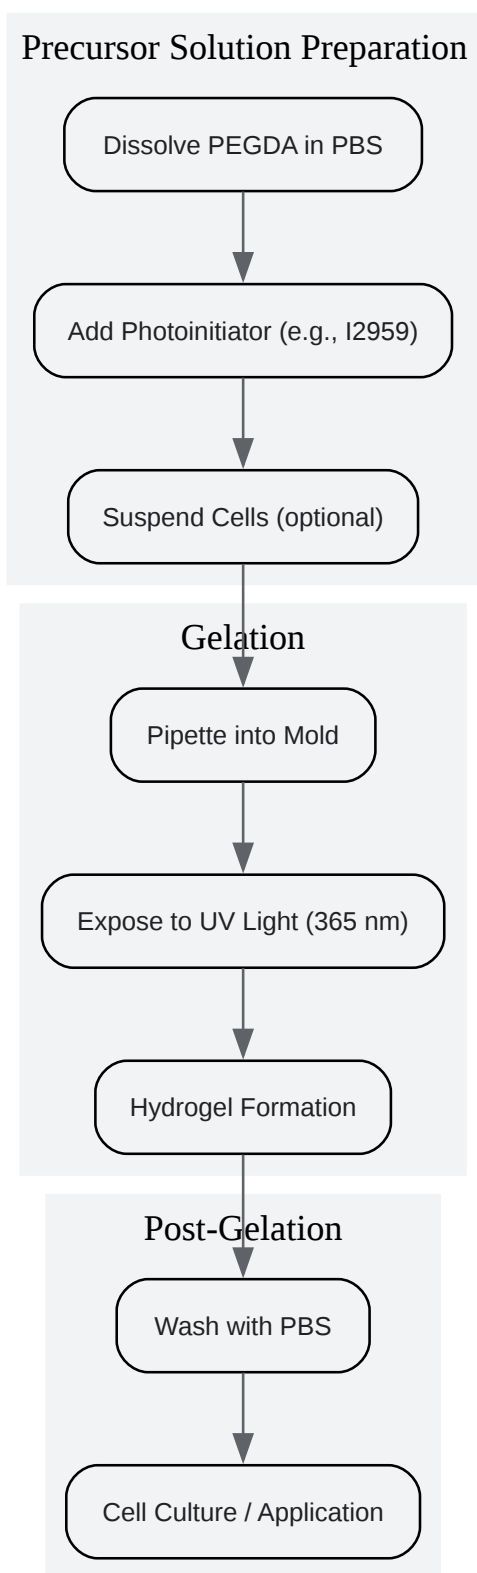 Precursor Solution Preparation
Dissolve PEGDA in PBS
Add Photoinitiator (e.g., I2959)
Suspend Cells (optional)
Gelation
Pipette into Mold
Expose to UV Light (365 nm)
Hydrogel Formation
Post-Gelation
Wash with PBS
Cell Culture / Application